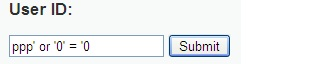 User ID:
ppp' or '0' = '0
Submit